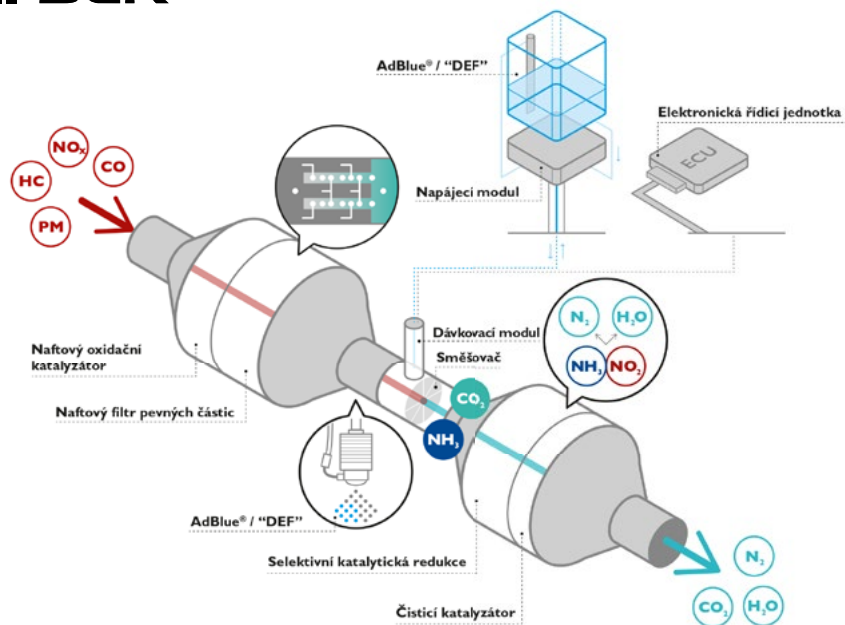 AdBlue® / “DEF”
Elektronická řídicí jednotka
ECU
Napájecí modul
NOₓ
CO
HC
PM
Dávkovací modul
Směšovač
N₂
H₂O
NH₃
NO₂
Naftový oxidační
katalyzátor
Naftový filtr pevných částic
CO₂
NH₃
AdBlue® / “DEF”
Selektivní katalytická redukce
Čisticí katalyzátor
N₂
CO₂
H₂O